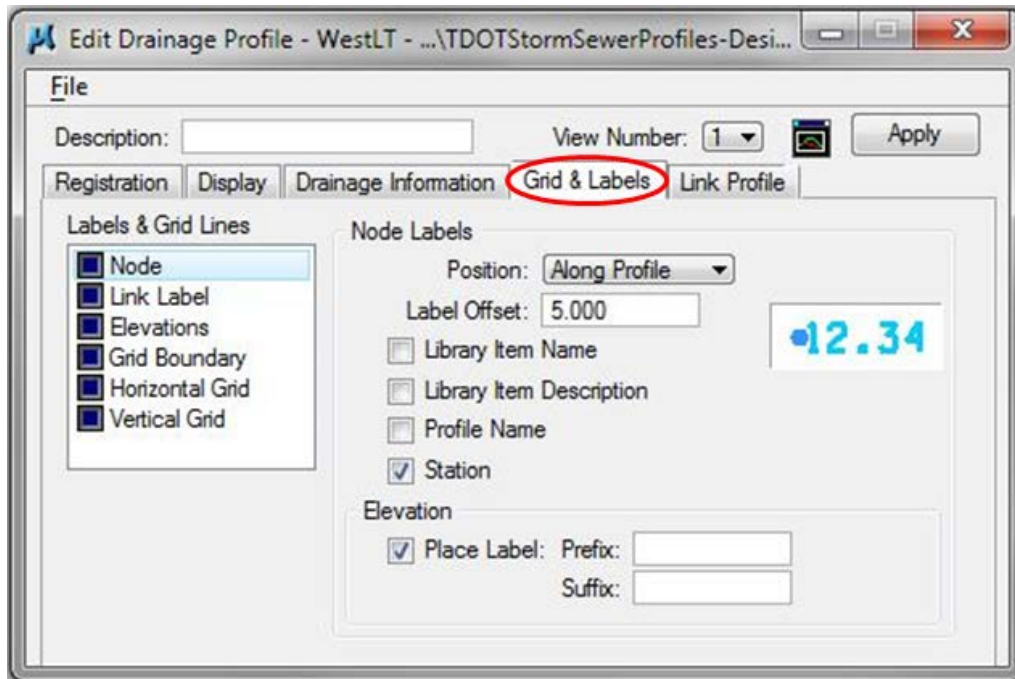 Edit Drainage Profile - WestLT - ...\TDOTStormSewerProfiles-Desi...
File
Description: View Number: 1 Apply
Registration Display Drainage Information Grid & Labels Link Profile
Labels & Grid Lines
Node
Link Label
Elevations
Grid Boundary
Horizontal Grid
Vertical Grid
Node Labels
Position: Along Profile
Label Offset: 5.000
12.34
Library Item Name
Library Item Description
Profile Name
Station
Elevation
Place Label: Prefix:
Suffix: